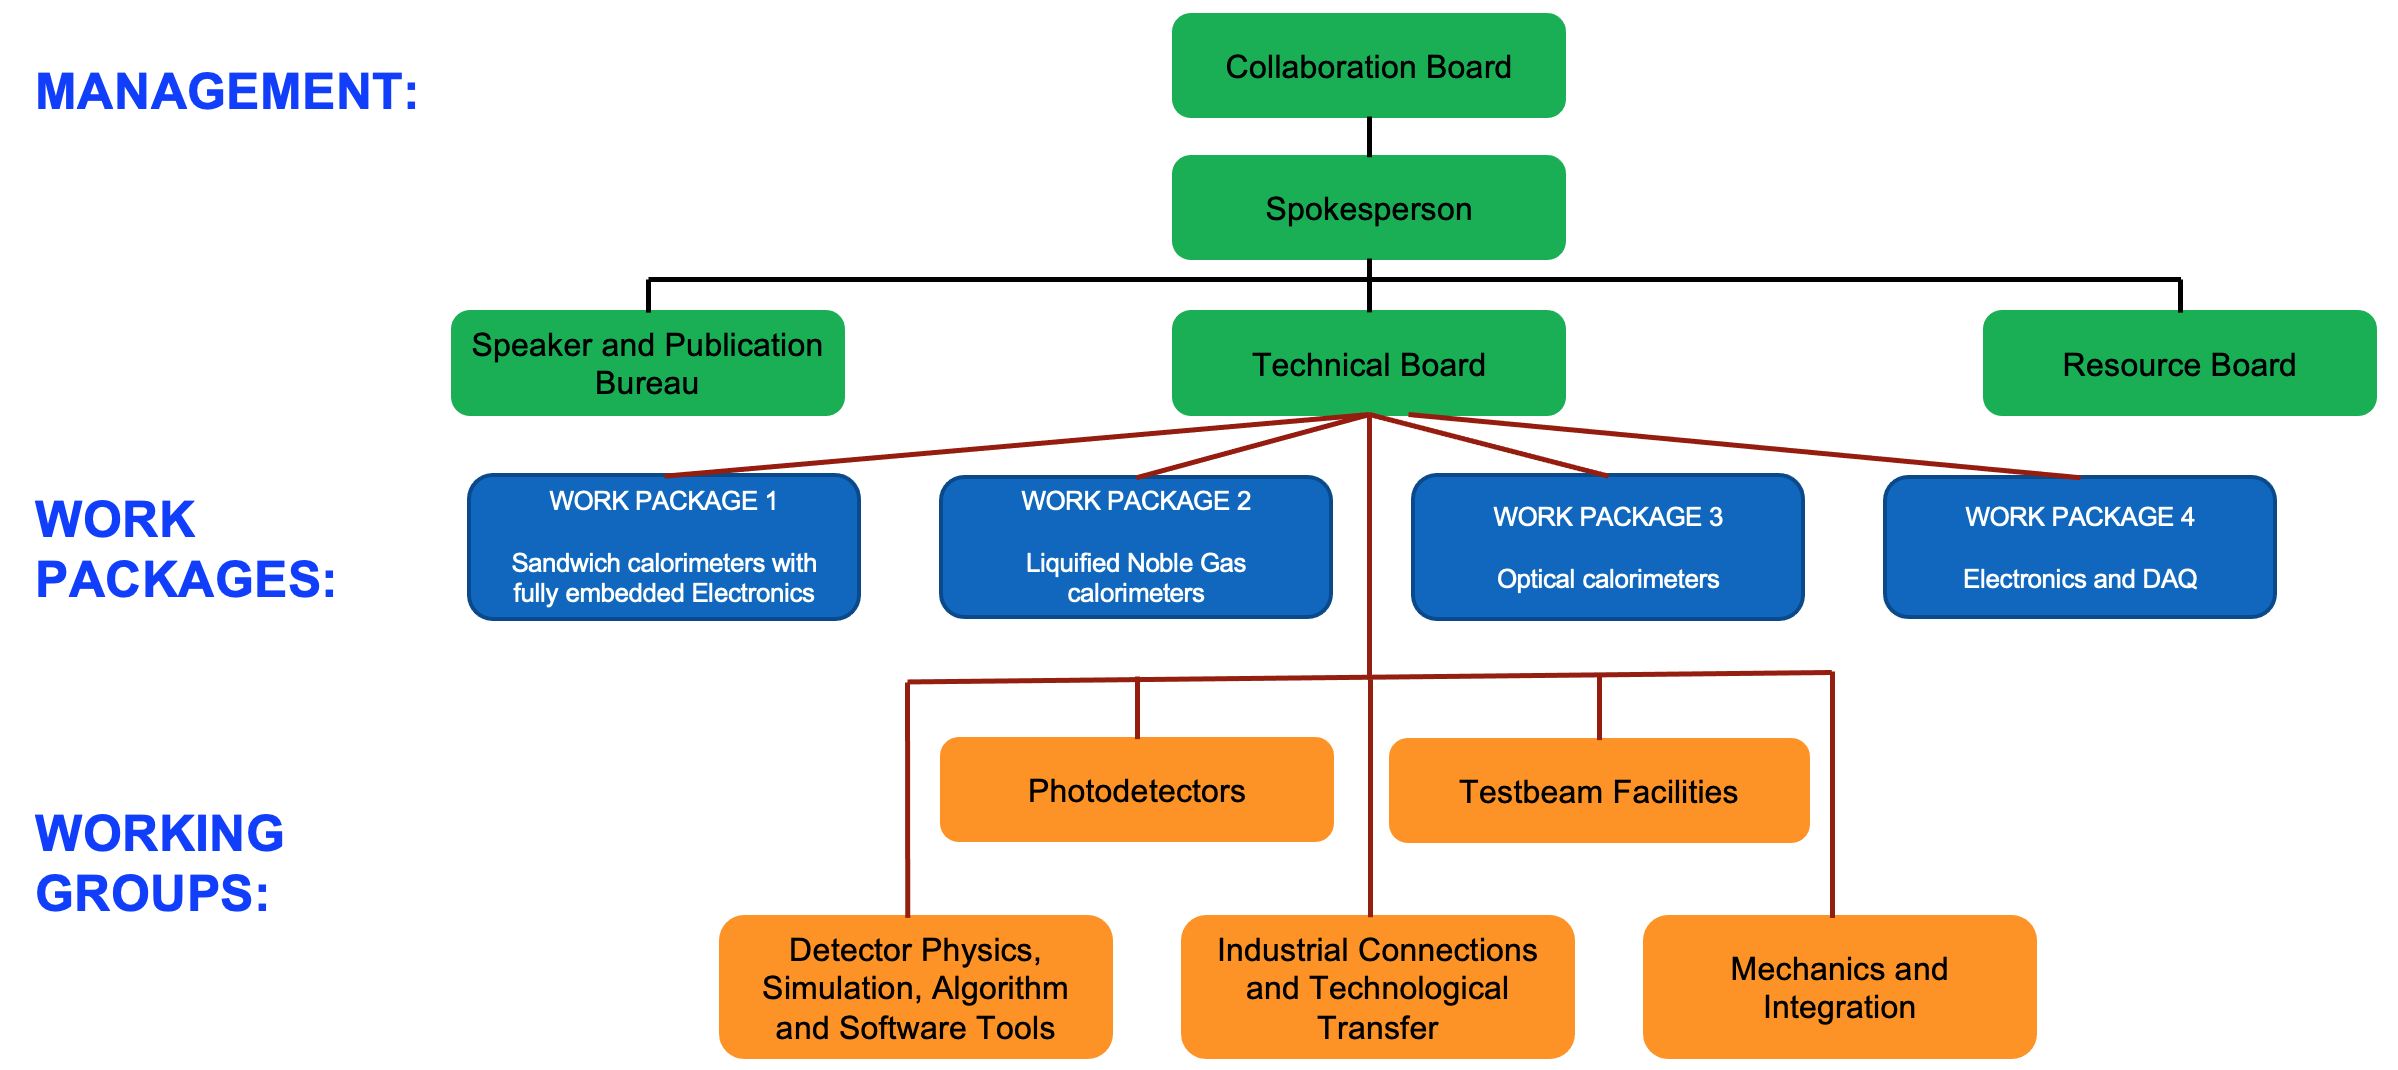 MANAGEMENT:
Collaboration Board
Spokesperson
Speaker and Publication
Bureau
Technical Board
Resource Board
WORK
PACKAGES:
WORK PACKAGE 1
Sandwich calorimeters with
fully embedded Electronics
WORK PACKAGE 2
Liquified Noble Gas
calorimeters
WORK PACKAGE 3
Optical calorimeters
WORK PACKAGE 4
Electronics and DAQ
WORKING
GROUPS:
Photodetectors
Testbeam Facilities
Detector Physics,
Simulation, Algorithm
and Software Tools
Industrial Connections
and Technological
Transfer
Mechanics and
Integration